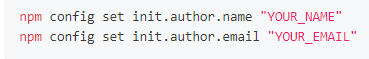 npm config set init.author.name "YOUR_NAME"
npm config set init.author.email "YOUR_EMAIL"